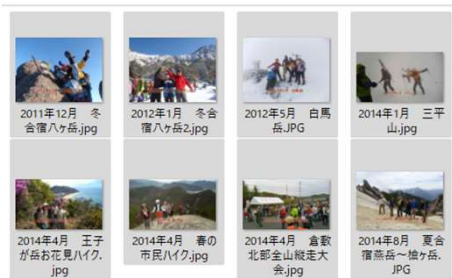 2011年12月　冬
合宿八ヶ岳.jpg
2012年1月　冬合
宿八ヶ岳2.jpg
2012年5月　白馬
岳.JPG
2014年1月　三平
山.jpg
2014年4月　王子
が岳お花見ハイク.
jpg
2014年4月　春の
市民ハイク.jpg
2014年4月　倉敷
北部全山縦走大
会.jpg
2014年8月　夏合
宿燕岳～槍ヶ岳.
JPG